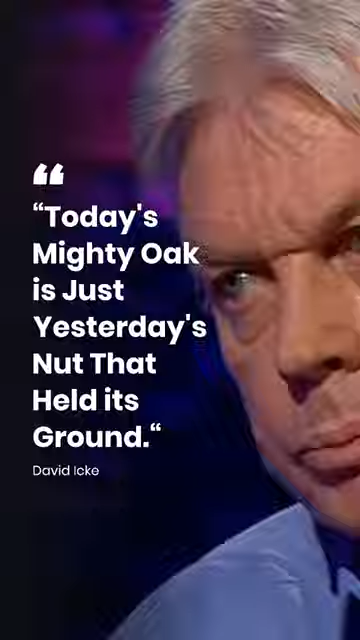 ❝
“Today's
Mighty Oak
is Just
Yesterday's
Nut That
Held its
Ground.“
David Icke